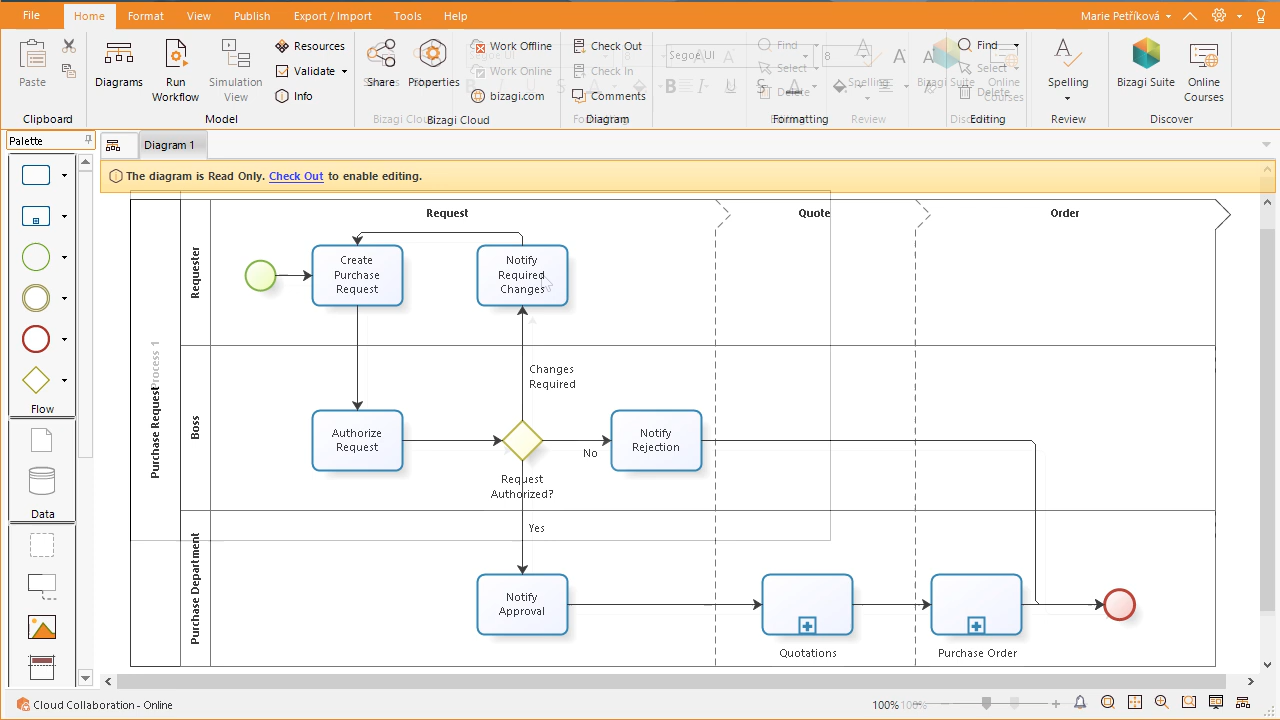 File Home Format View Publish Export / Import Tools Help Marie Petříková
Paste
Clipboard
Diagrams
Run
Workflow
Simulation
View
Resources
Validate
Model
Share
Properties
Work Offline
Work Online
bizagi.com
Bizagi Cloud
Check Out
Check In
Comments
Diagram
Segoe UI 8
Formatting
Find
Select
Delete
Editing
Spelling
Review
Bizagi Suite
Online
Courses
Discover
Palette
Diagram 1
The diagram is Read Only. Check Out to enable editing.
Flow
Data
Process 1
Purchase Request
Request Quote Order
Requester
Create
Purchase
Request
Notify
Required
Changes
Boss
Changes
Required
Authorize
Request
Notify
Rejection
No
Request
Authorized?
Yes
Purchase Department
Notify
Approval
Quotations
Purchase Order
Cloud Collaboration - Online
100%